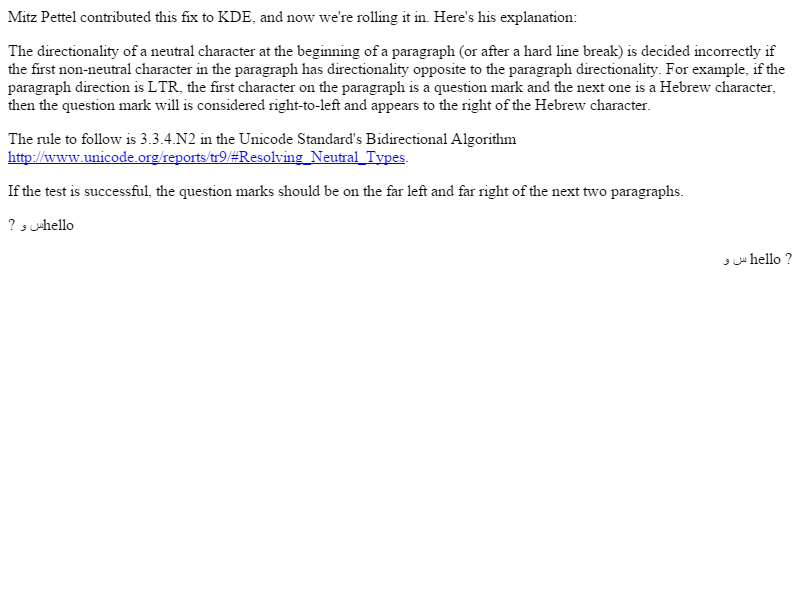 Mitz Pettel contributed this fix to KDE, and now we're rolling it in. Here's his explanation:
The directionality of a neutral character at the beginning of a paragraph (or after a hard line break) is decided incorrectly if
the first non-neutral character in the paragraph has directionality opposite to the paragraph directionality. For example, if the
paragraph direction is LTR, the first character on the paragraph is a question mark and the next one is a Hebrew character,
then the question mark will is considered right-to-left and appears to the right of the Hebrew character.
The rule to follow is 3.3.4.N2 in the Unicode Standard's Bidirectional Algorithm
http://www.unicode.org/reports/tr9/#Resolving_Neutral_Types.
If the test is successful, the question marks should be on the far left and far right of the next two paragraphs.
? س و hello
? hello س و